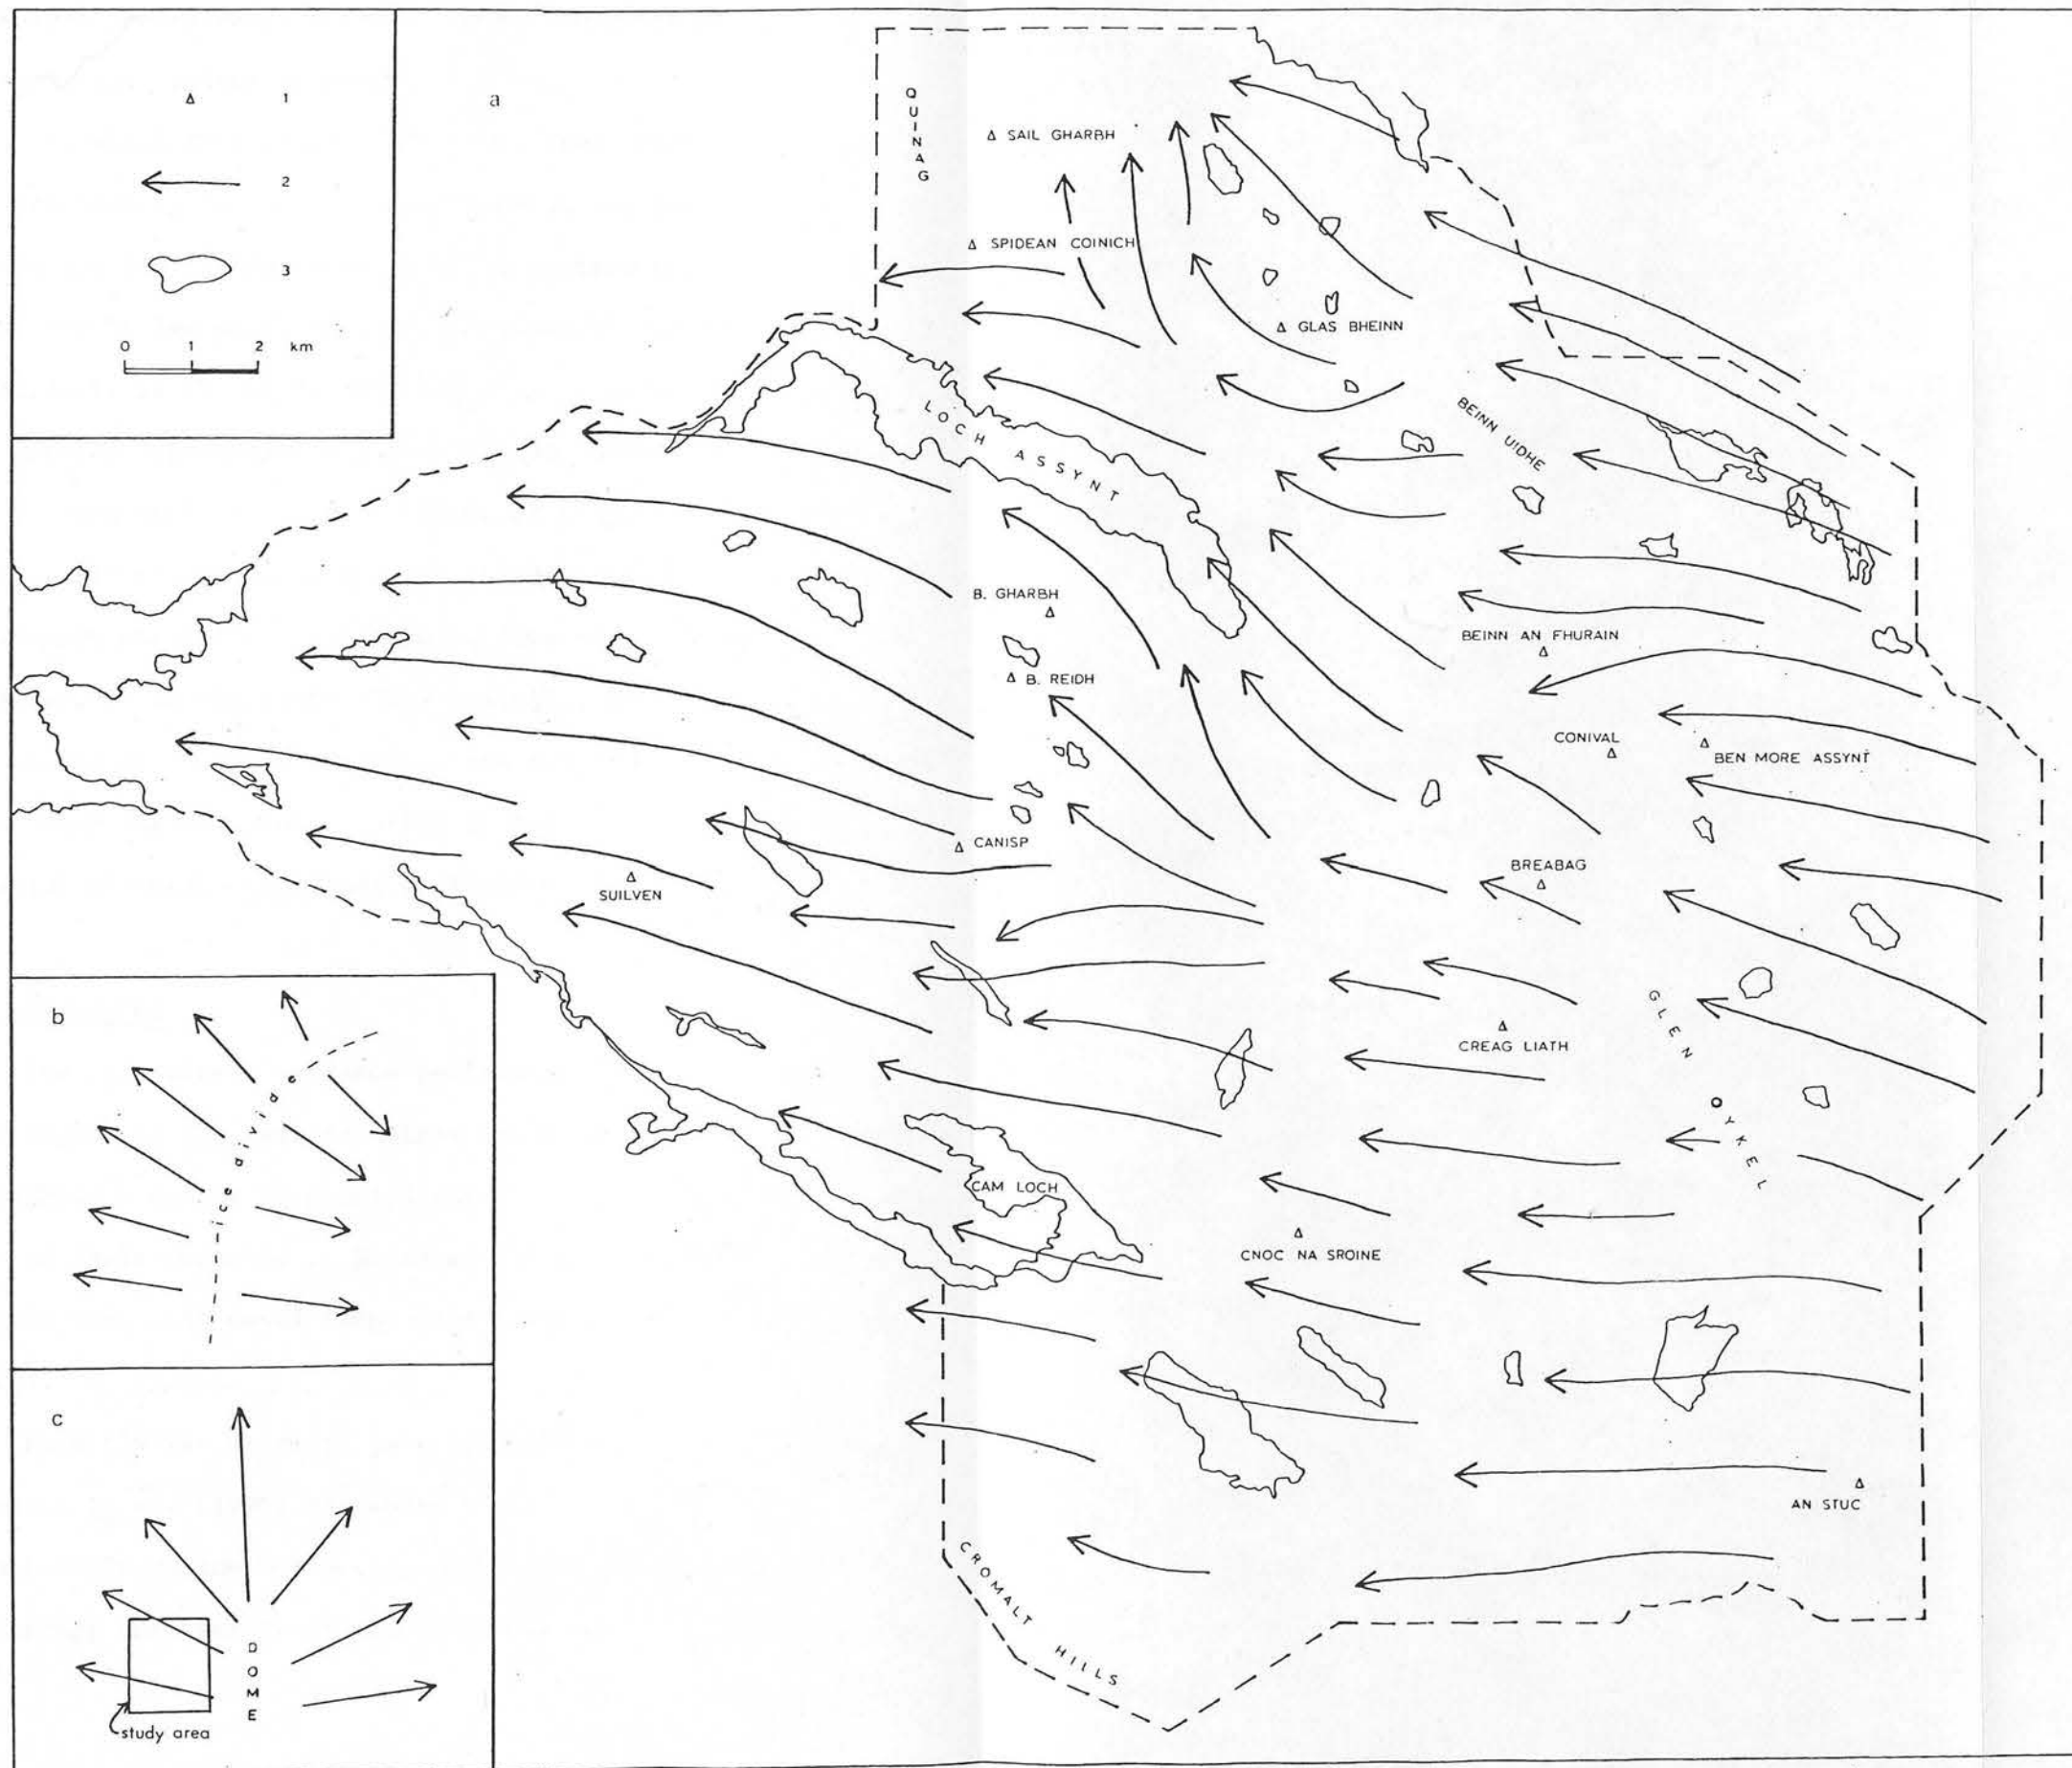 1
2
3
0 1 2 km
a
QUINAG
SAIL GHARBH
SPIDEAN COINICH
GLAS BHEINN
LOCH ASSYNT
BEINN UIDHE
B. GHARBH
B. REIDH
BEINN AN FHURAIN
CONIVAL
BEN MORE ASSYNT
CANISP
SUILVEN
BREABAG
CREAG LIATH
GLEN OYKEL
CAM LOCH
CNOC NA SROINE
AN STUC
CROMALT HILLS
b
ice divide
c
DOME
study area